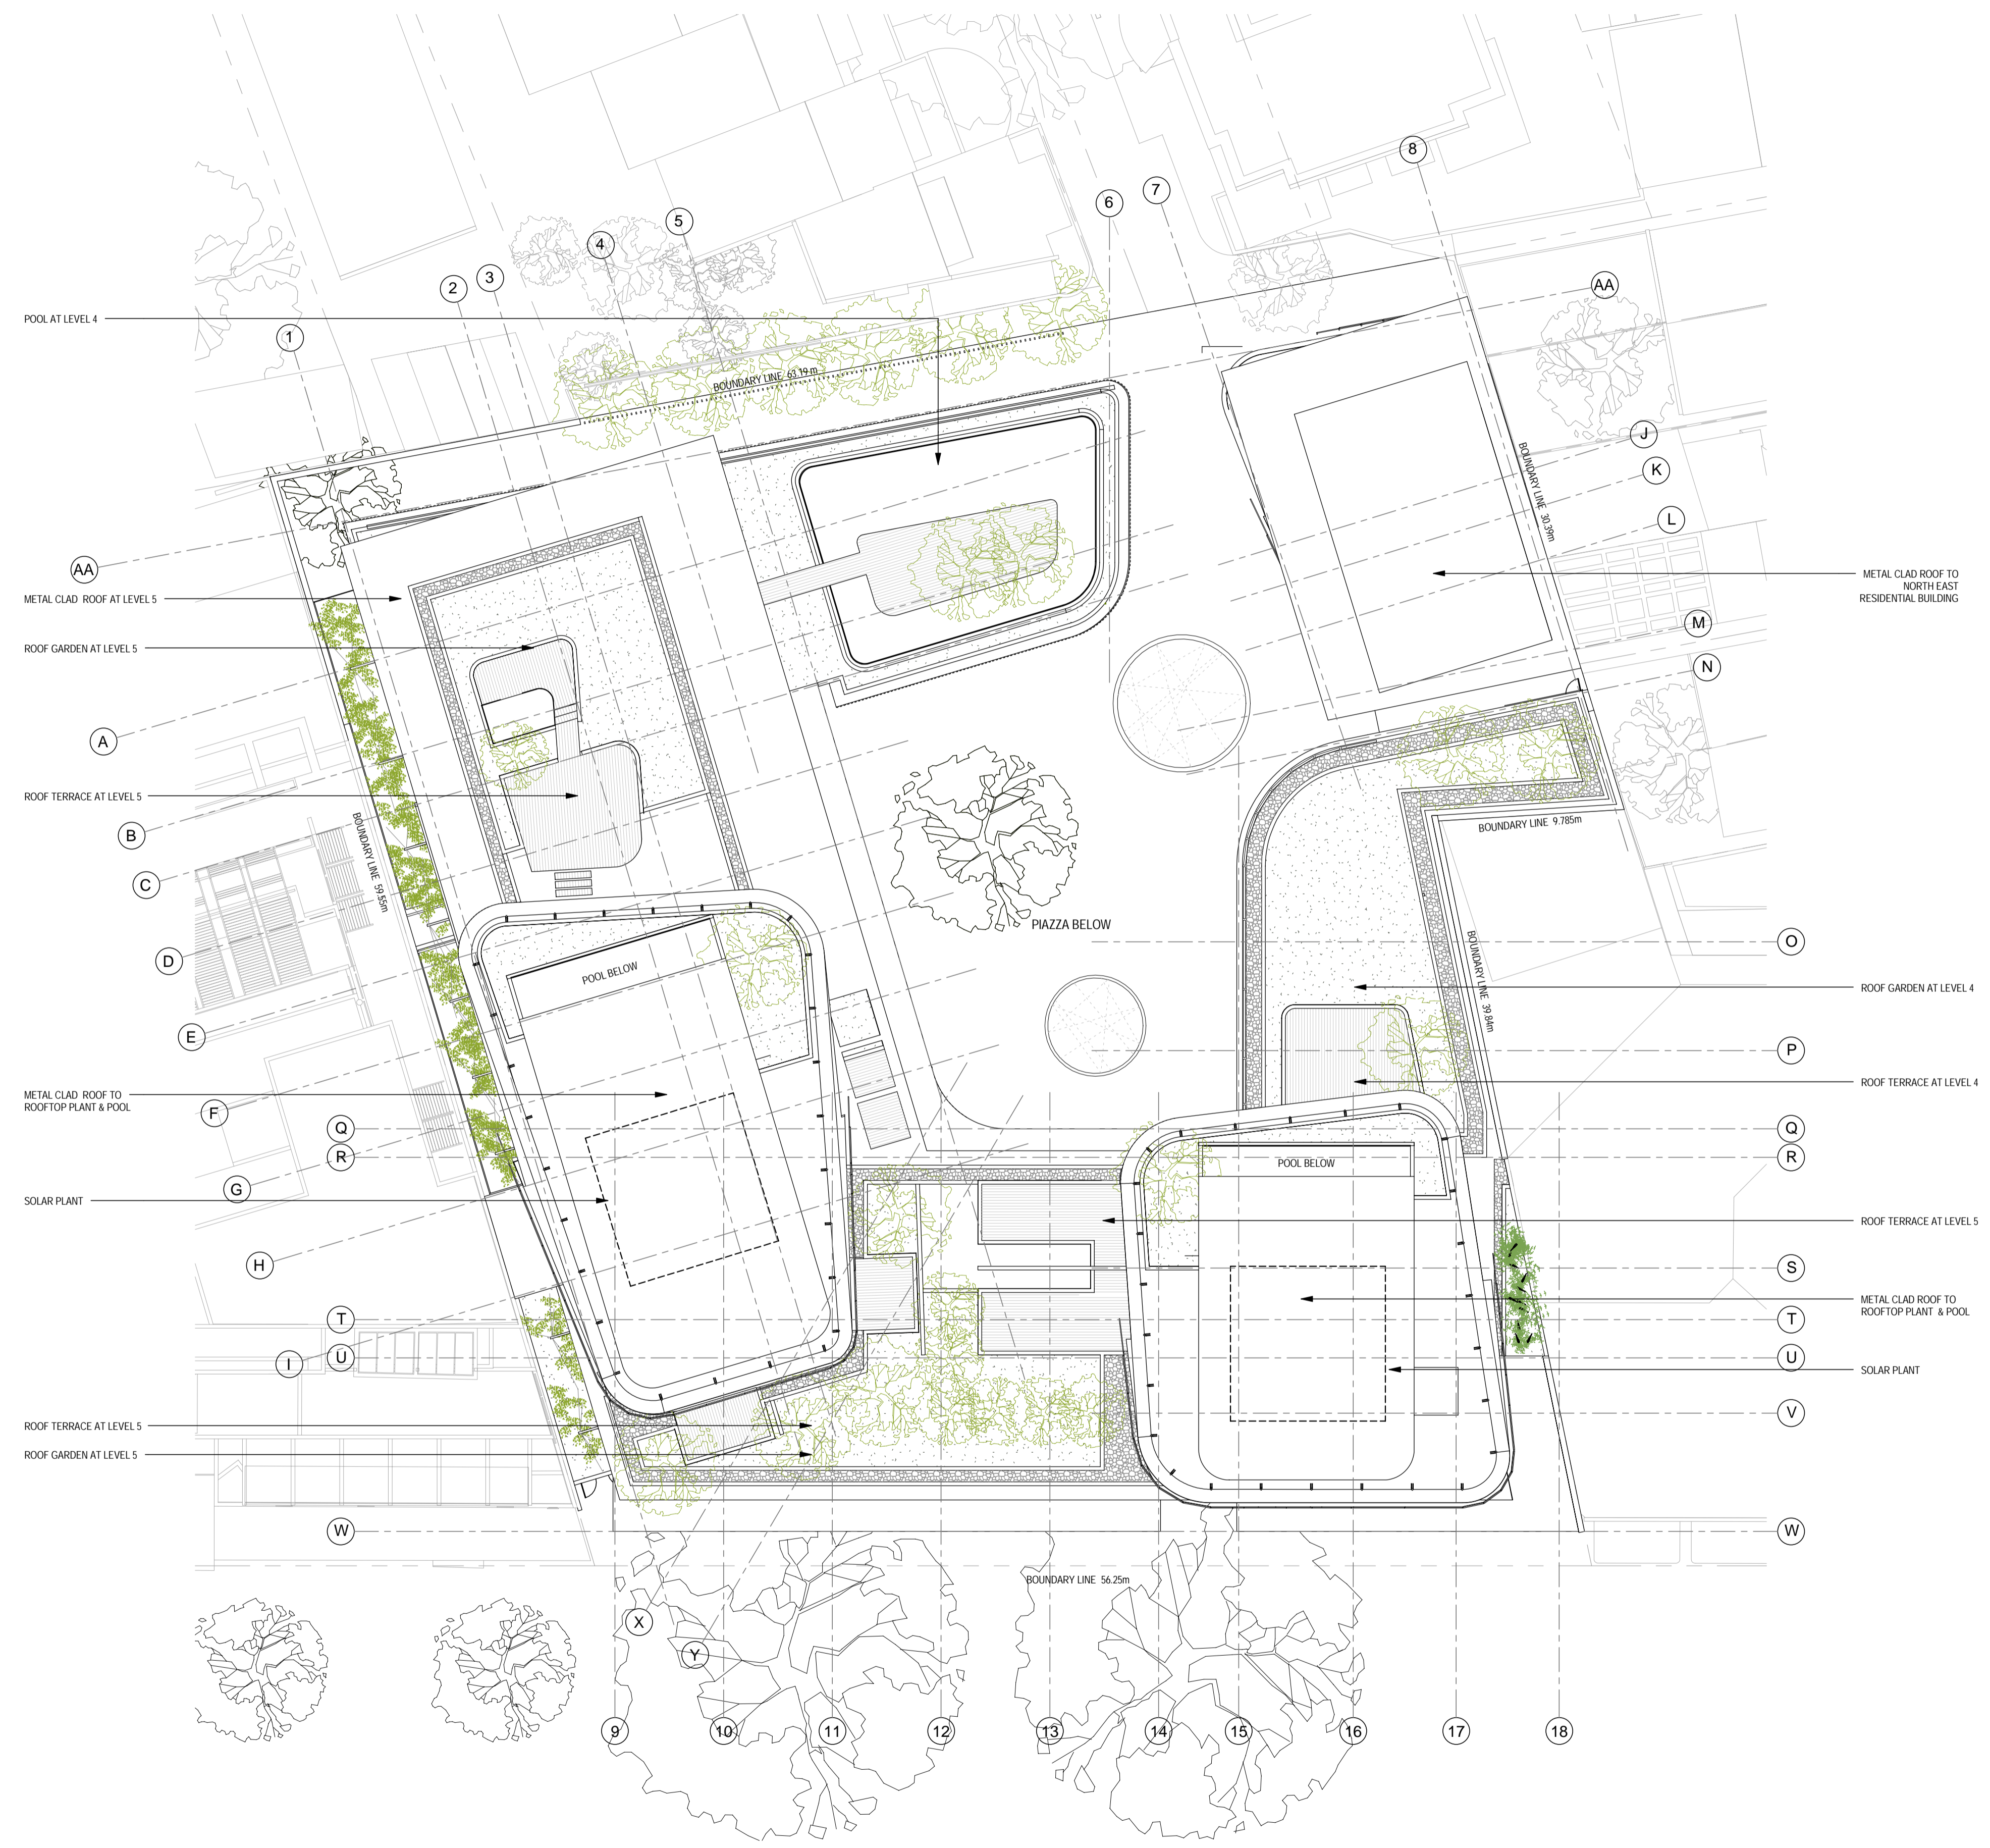 8
7
6
5
4
3
2
1
AA
POOL AT LEVEL 4
BOUNDARY LINE 63.19 m
J
K
L
BOUNDARY LINE 30.39m
AA
METAL CLAD ROOF AT LEVEL 5
METAL CLAD ROOF TO
NORTH EAST
RESIDENTIAL BUILDING
ROOF GARDEN AT LEVEL 5
M
N
A
ROOF TERRACE AT LEVEL 5
B
BOUNDARY LINE 9.785m
BOUNDARY LINE 59.55m
C
PIAZZA BELOW
D
O
POOL BELOW
BOUNDARY LINE 39.84m
ROOF GARDEN AT LEVEL 4
E
P
ROOF TERRACE AT LEVEL 4
METAL CLAD ROOF TO
ROOFTOP PLANT & POOL
F
Q
Q
R
R
POOL BELOW
G
SOLAR PLANT
ROOF TERRACE AT LEVEL 5
H
S
METAL CLAD ROOF TO
ROOFTOP PLANT & POOL
T
T
I
U
U
SOLAR PLANT
V
ROOF TERRACE AT LEVEL 5
ROOF GARDEN AT LEVEL 5
W
W
BOUNDARY LINE 56.25m
X
Y
9
10
11
12
13
14
15
16
17
18